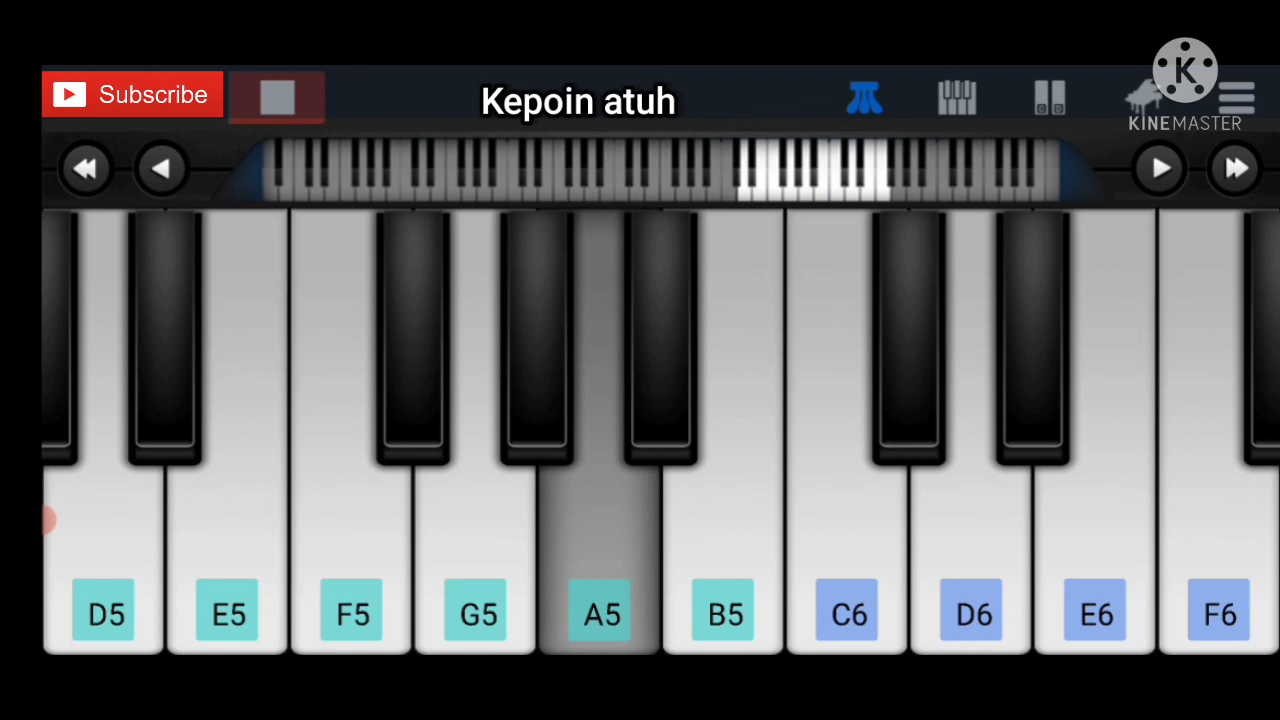 Subscribe
Kepoin atuh
K
KINEMASTER
C D
D5 E5 F5 G5 A5 B5 C6 D6 E6 F6